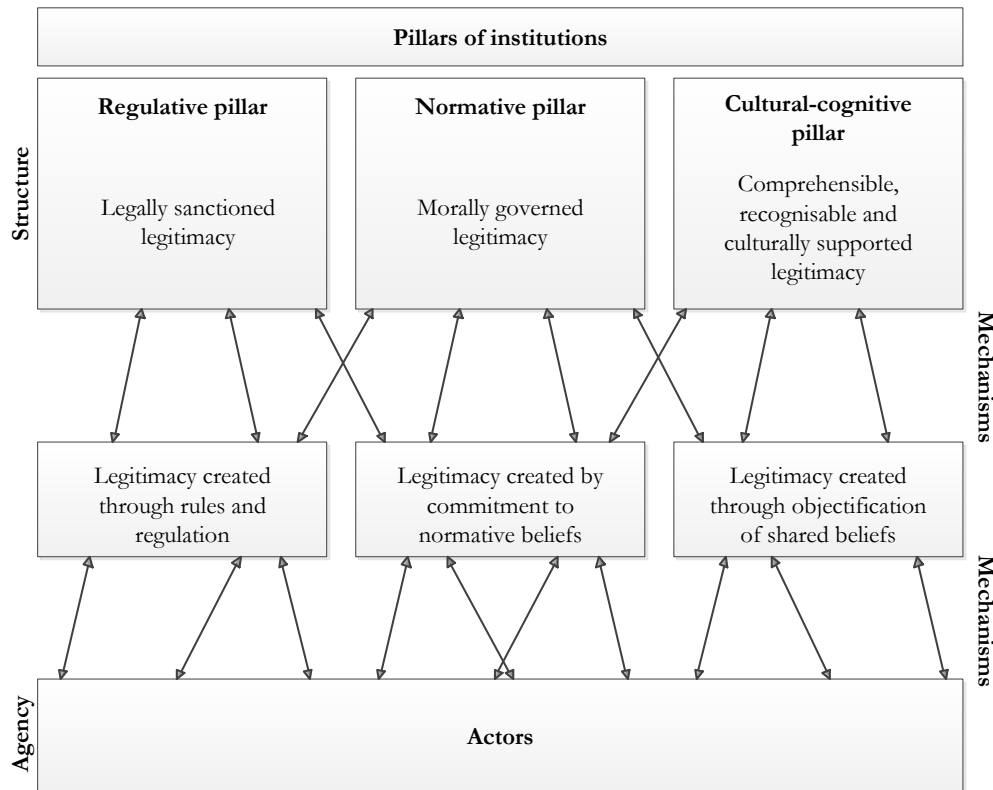 Pillars of institutions
Structure
Regulative pillar
Legally sanctioned
legitimacy
Normative pillar
Morally governed
legitimacy
Cultural-cognitive
pillar
Comprehensible,
recognisable and
culturally supported
legitimacy
Mechanisms
Legitimacy created
through rules and
regulation
Legitimacy created by
commitment to
normative beliefs
Legitimacy created
through objectification
of shared beliefs
Mechanisms
Agency
Actors